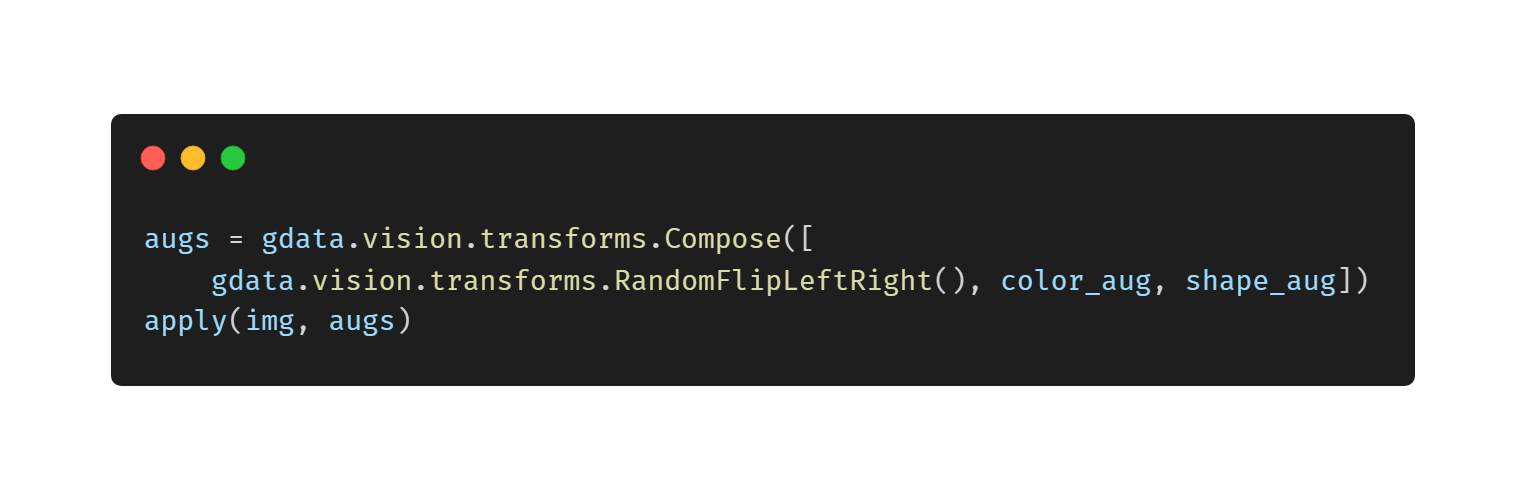 augs = gdata.vision.transforms.Compose([
    gdata.vision.transforms.RandomFlipLeftRight(), color_aug, shape_aug])
apply(img, augs)